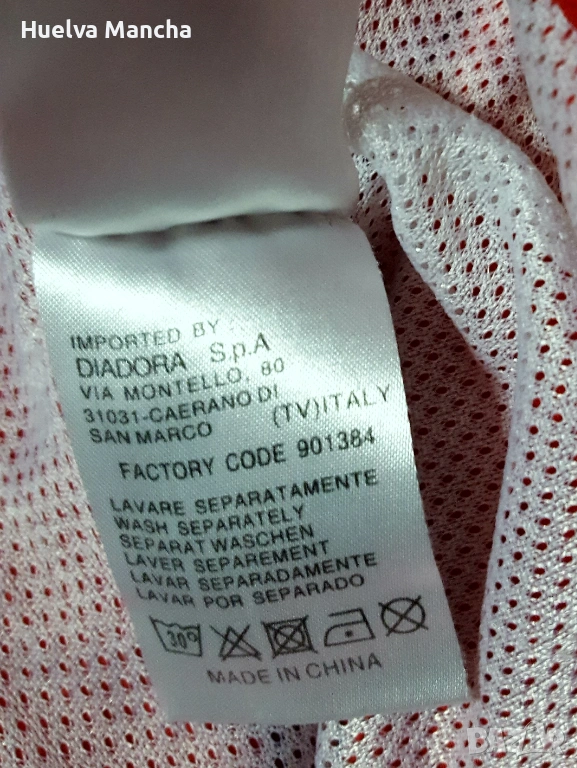 Huelva Mancha
IMPORTED BY :
DIADORA S.p.A
VIA MONTELLO, 80
31031-CAERANO DI
SAN MARCO (TV)ITALY
FACTORY CODE 901384
LAVARE SEPARATAMENTE
WASH SEPARATELY
SEPARAT WASCHEN
LAVER SEPAREMENT
LAVAR SEPARADAMENTE
LAVAR POR SEPARADO
30°
MADE IN CHINA